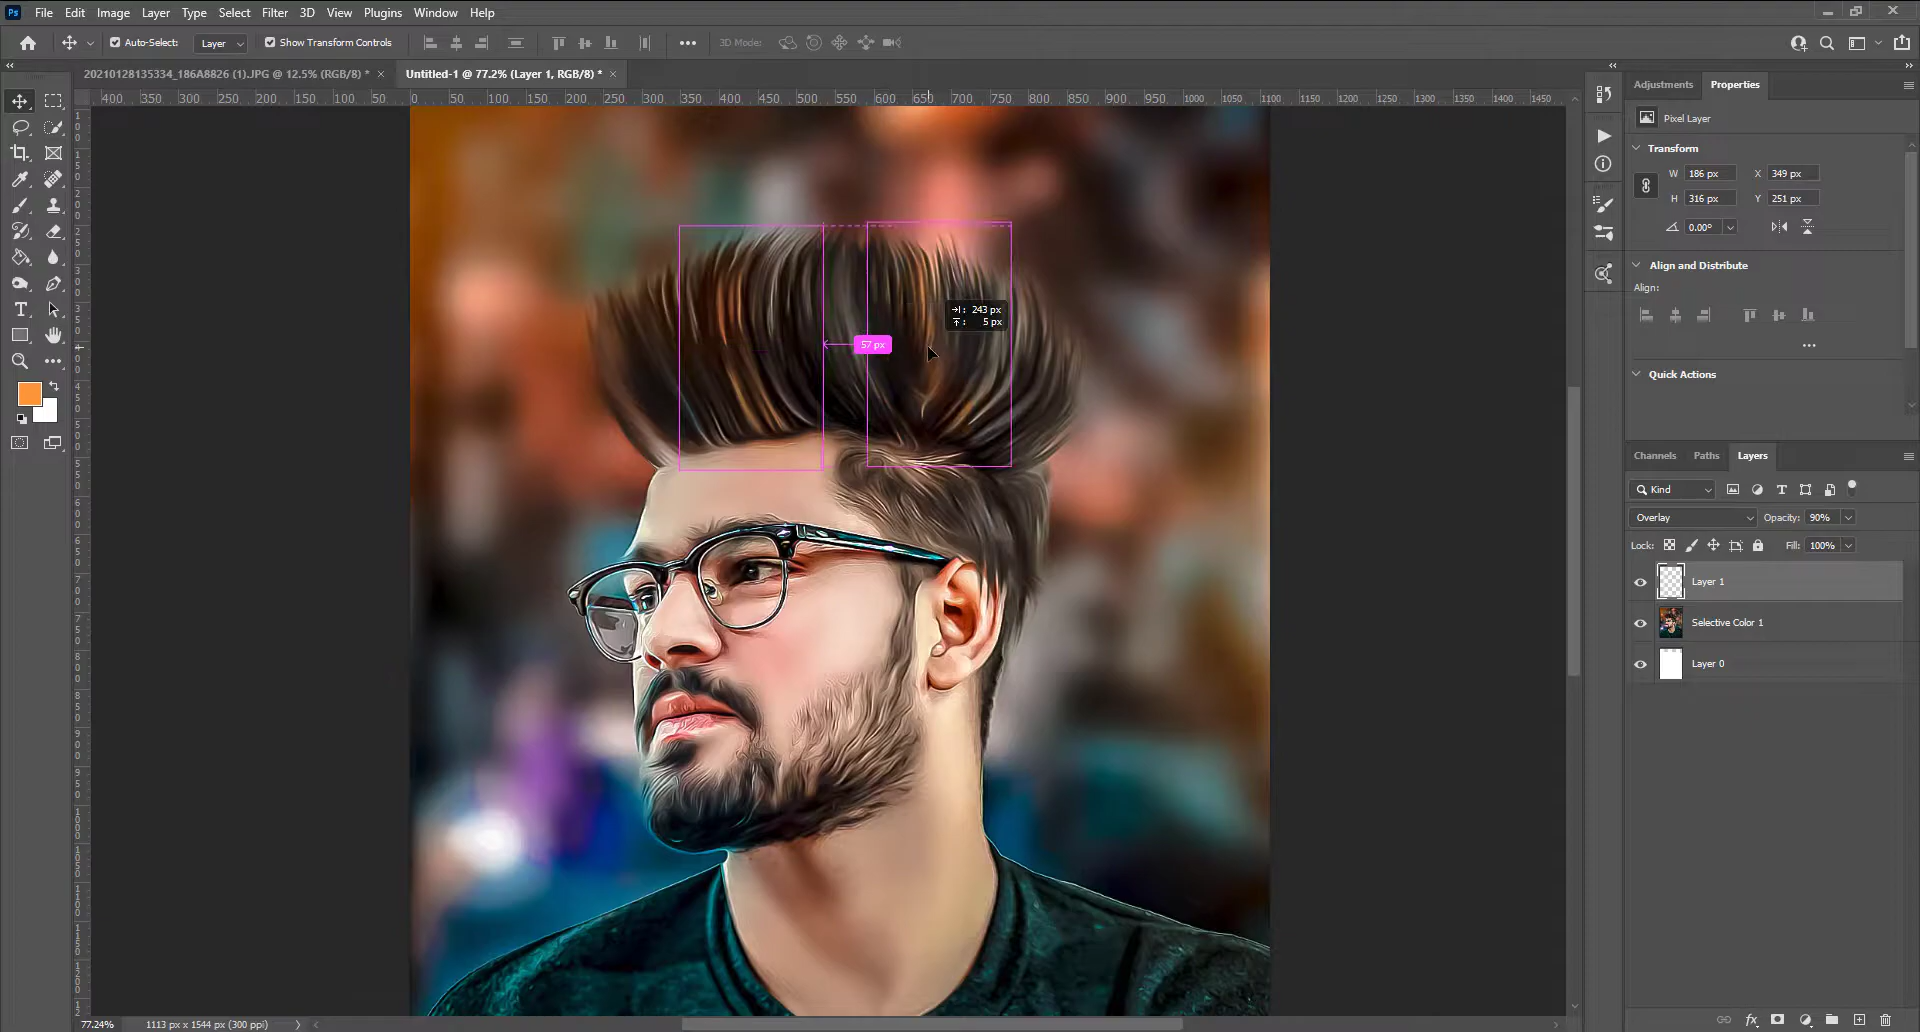 Ps File Edit Image Layer Type Select Filter 3D View Plugins Window Help
Auto-Select: Layer Show Transform Controls ••• 3D Mode:
20210128135334_186A8826 (1).JPG @ 12.5% (RGB/8) * × Untitled-1 @ 77.2% (Layer 1, RGB/8) * ×
400 350 300 250 200 150 100 50 0 50 100 150 200 250 300 350 400 450 500 550 600 650 700 750 800 850 900 950 1000 1050 1100 1150 1200 1250 1300 1350 1400 1450
243 px
5 px
57 px
Adjustments Properties
Pixel Layer
Transform
W 186 px X 349 px
H 316 px Y 251 px
0.00°
Align and Distribute
Align:
•••
Quick Actions
Channels Paths Layers
Kind
Overlay Opacity: 90%
Lock: Fill: 100%
Layer 1
Selective Color 1
Layer 0
fx
77.24% 1113 px x 1544 px (300 ppi)